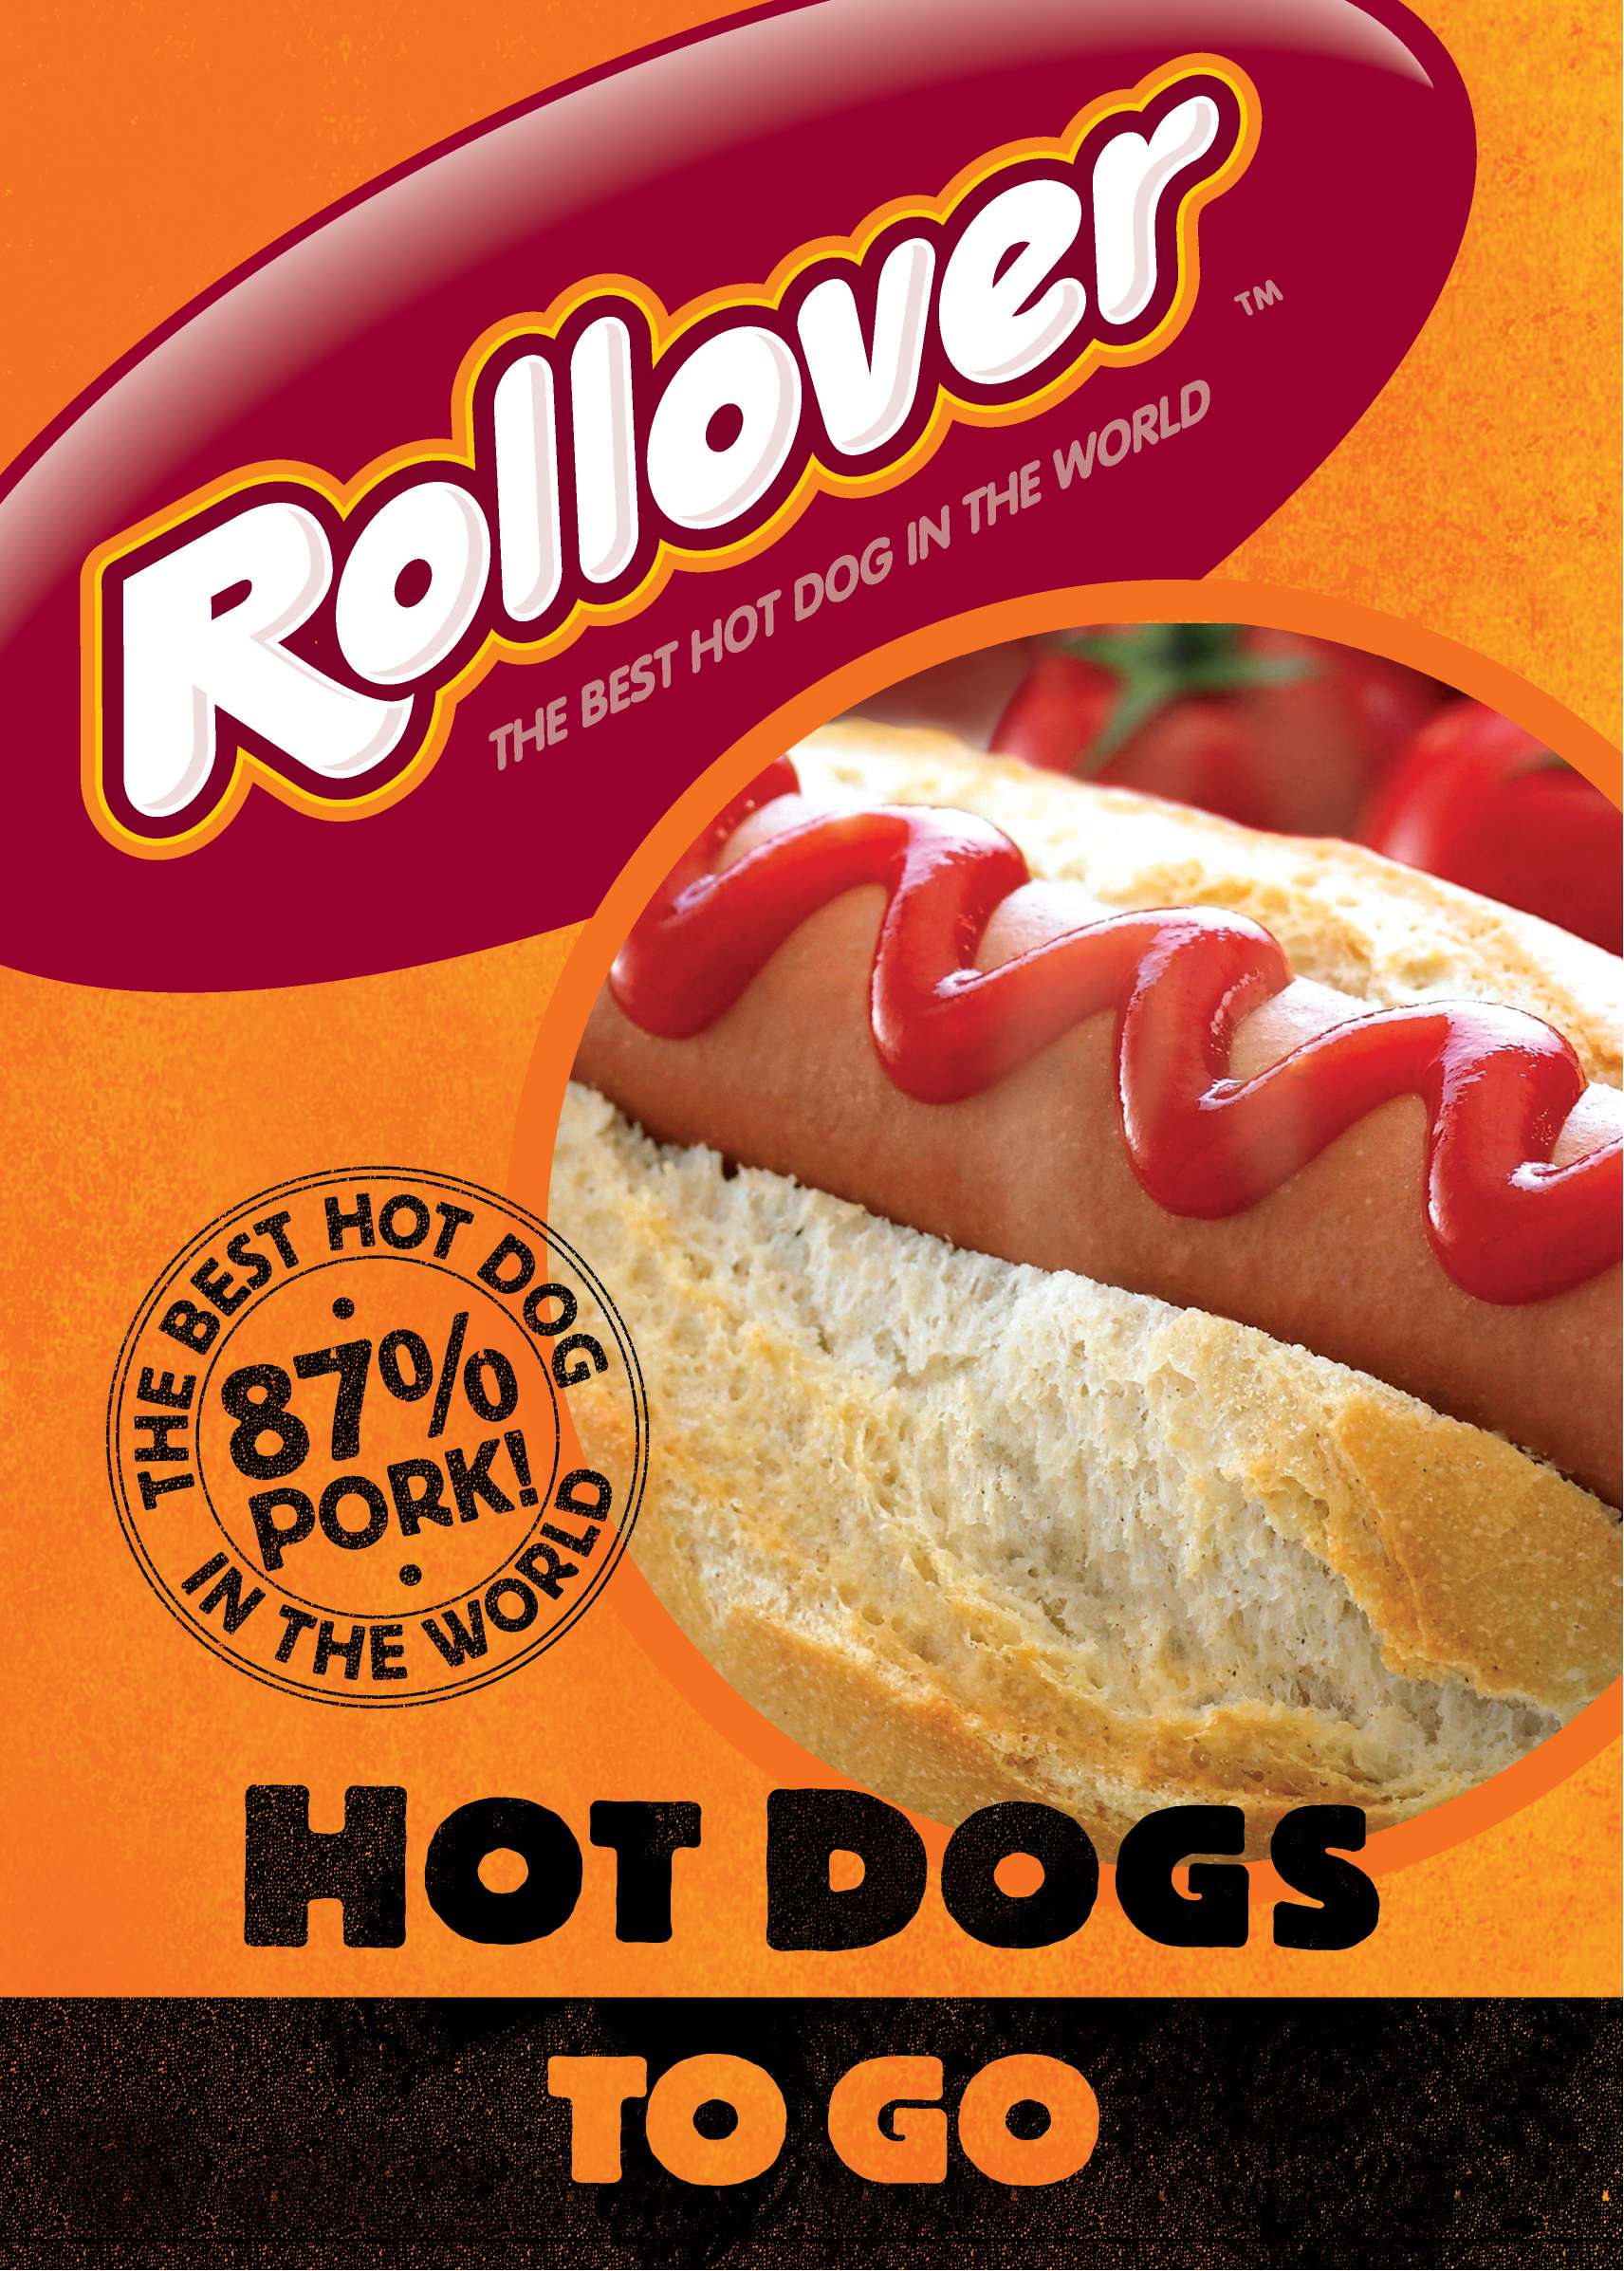 Rollover
TM
THE BEST HOT DOG IN THE WORLD
THE BEST HOT DOG
87%
PORK!
IN THE WORLD
HOT DOGS
TO GO